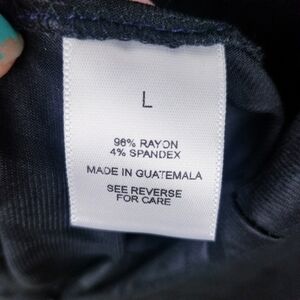 L
96% RAYON
4% SPANDEX
MADE IN GUATEMALA
SEE REVERSE
FOR CARE